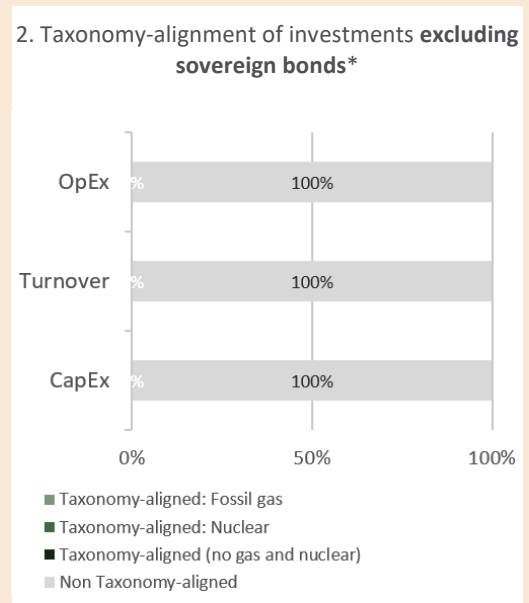 2. Taxonomy-alignment of investments excluding
sovereign bonds*
OpEx
%
100%
Turnover
%
100%
CapEx
%
100%
0%
50%
100%
Taxonomy-aligned: Fossil gas
Taxonomy-aligned: Nuclear
Taxonomy-aligned (no gas and nuclear)
Non Taxonomy-aligned